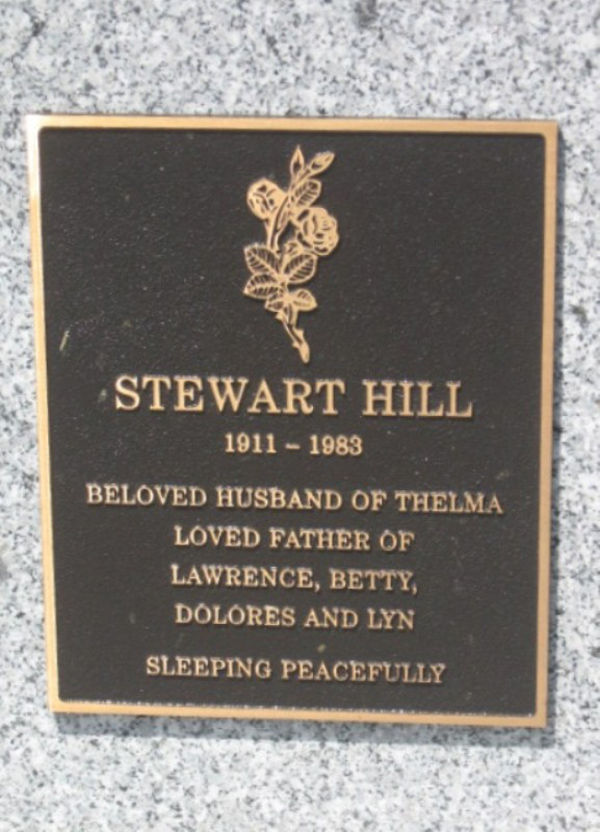 STEWART HILL
1911 – 1983
BELOVED HUSBAND OF THELMA
LOVED FATHER OF
LAWRENCE, BETTY,
DOLORES AND LYN
SLEEPING PEACEFULLY